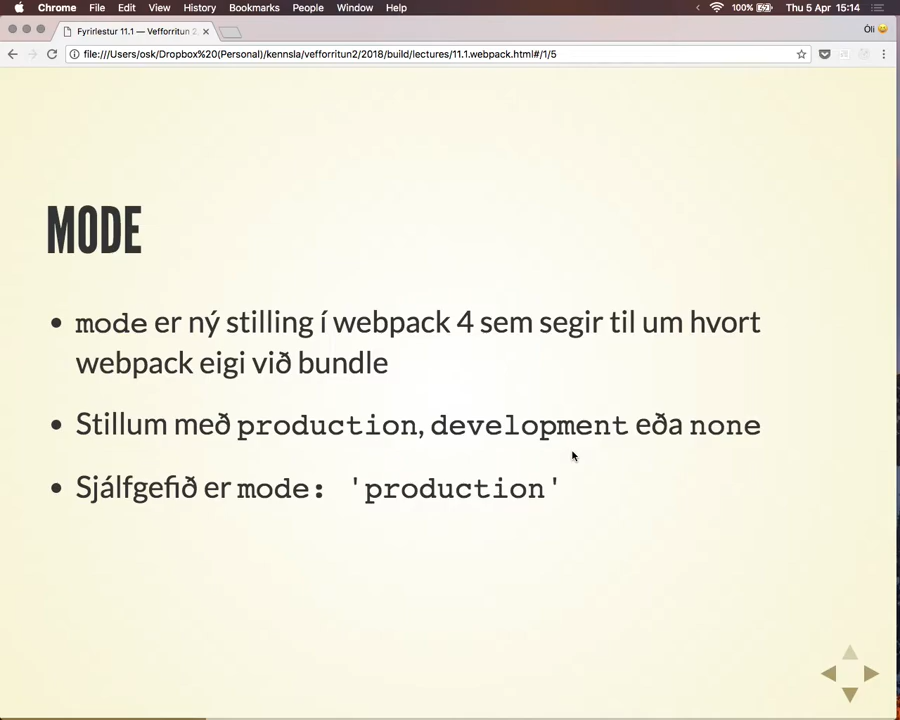 Chrome File Edit View History Bookmarks People Window Help 100% Thu 5 Apr 15:14
Fyrirlestur 11.1 — Vefforritun 2 Óli
file:///Users/osk/Dropbox%20(Personal)/kennsla/vefforritun2/2018/build/lectures/11.1.webpack.html#/1/5
MODE
mode er ný stilling í webpack 4 sem segir til um hvort
webpack eigi við bundle
Stillum með production, development eða none
Sjálfgefið er mode: 'production'